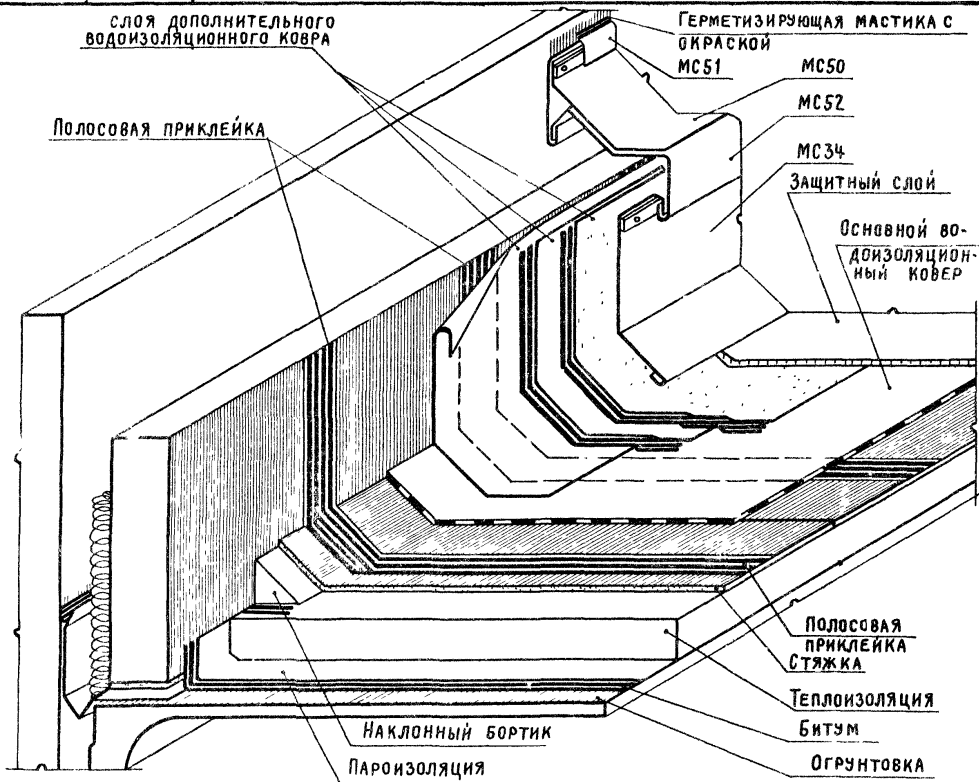 СЛОЯ ДОПОЛНИТЕЛЬНОГО
ВОДОИЗОЛЯЦИОННОГО КОВРА
ПОЛОСОВАЯ ПРИКЛЕЙКА
ГЕРМЕТИЗИРУЮЩАЯ МАСТИКА С
ОКРАСКОЙ
МС51
МС50
МС52
МС34
ЗАЩИТНЫЙ СЛОЙ
ОСНОВНОЙ ВО-
ДОИЗОЛЯЦИОН-
НЫЙ КОВЕР
ПОЛОСОВАЯ
ПРИКЛЕЙКА
СТЯЖКА
ТЕПЛОИЗОЛЯЦИЯ
БИТУМ
ОГРУНТОВКА
НАКЛОННЫЙ БОРТИК
ПАРОИЗОЛЯЦИЯ